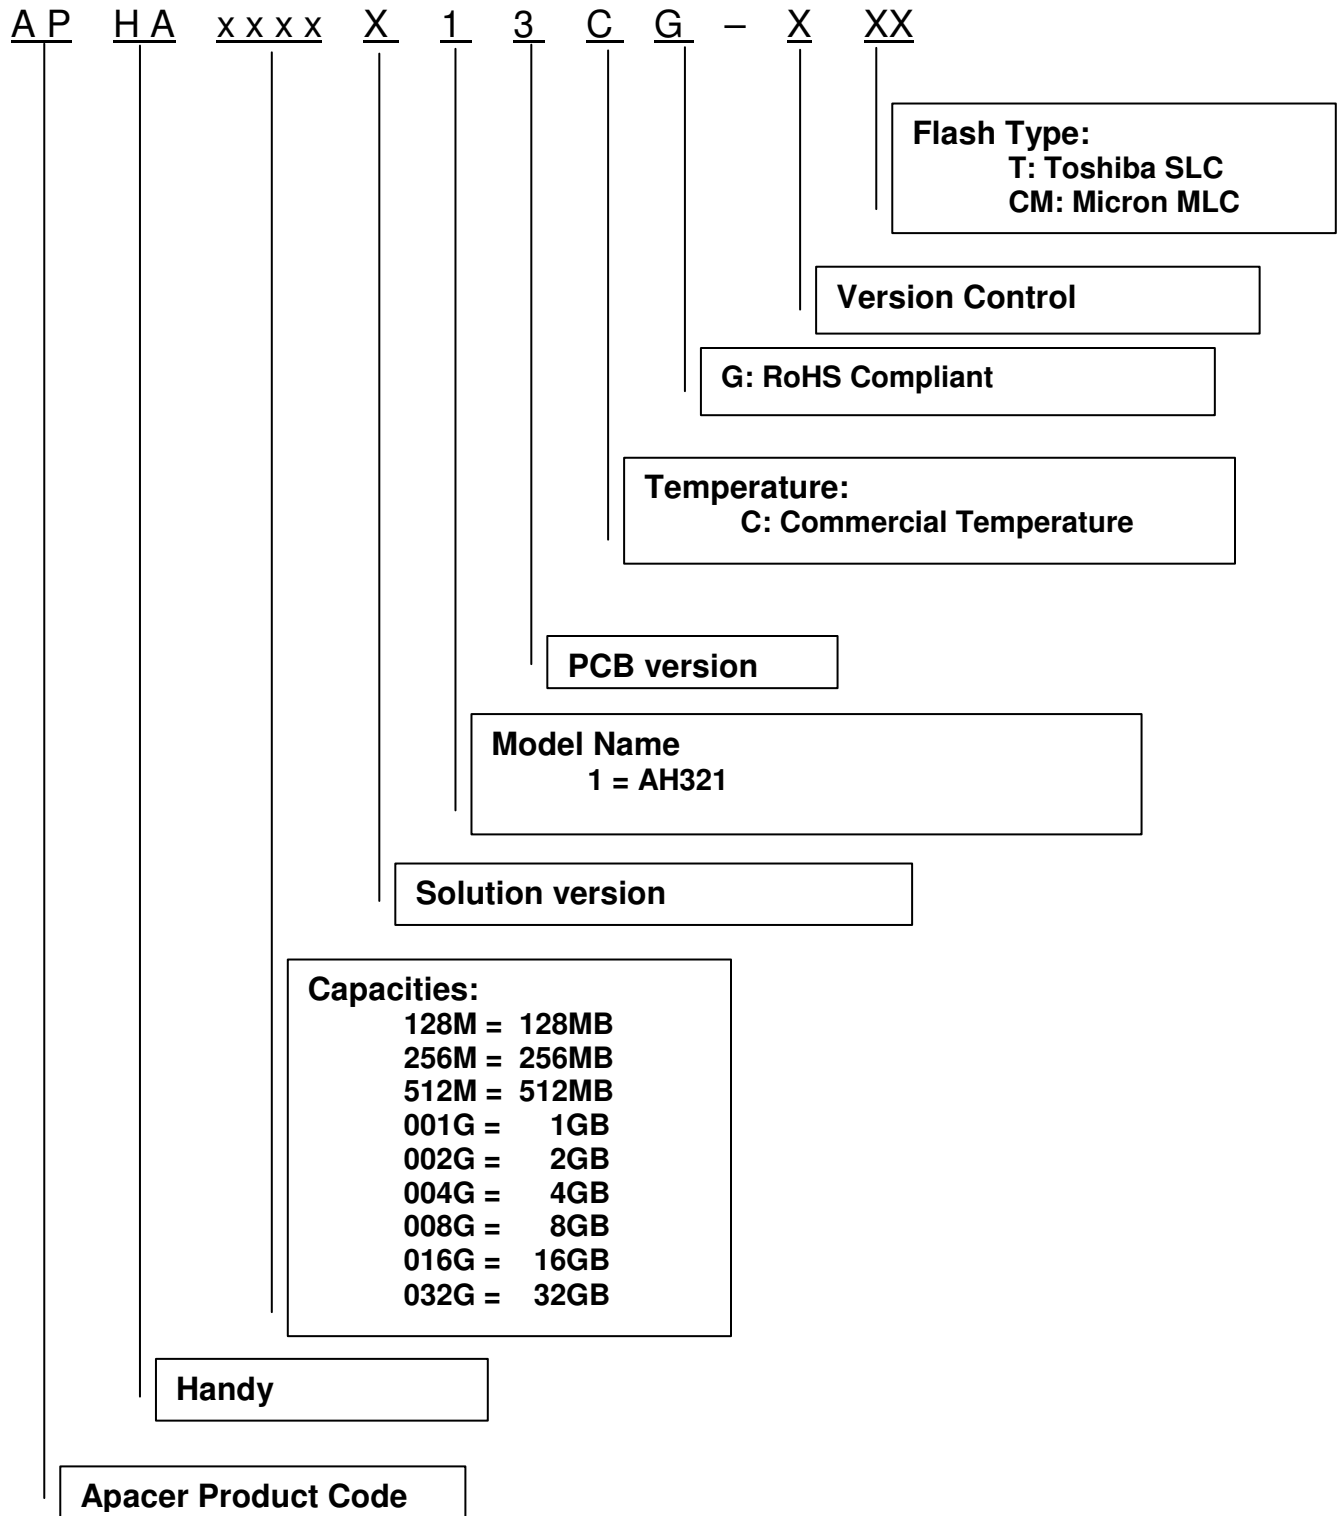 A P H A x x x x X 1 3 C G – X XX
Flash Type:
T: Toshiba SLC
CM: Micron MLC
Version Control
G: RoHS Compliant
Temperature:
C: Commercial Temperature
PCB version
Model Name
1 = AH321
Solution version
Capacities:
128M = 128MB
256M = 256MB
512M = 512MB
001G = 1GB
002G = 2GB
004G = 4GB
008G = 8GB
016G = 16GB
032G = 32GB
Handy
Apacer Product Code